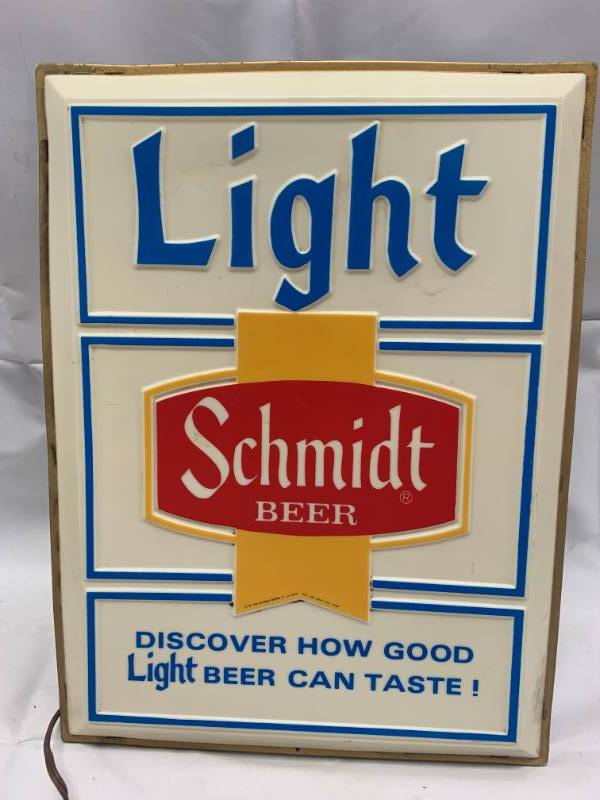 Light
Schmidt
BEER
®
DISCOVER HOW GOOD
Light BEER CAN TASTE !